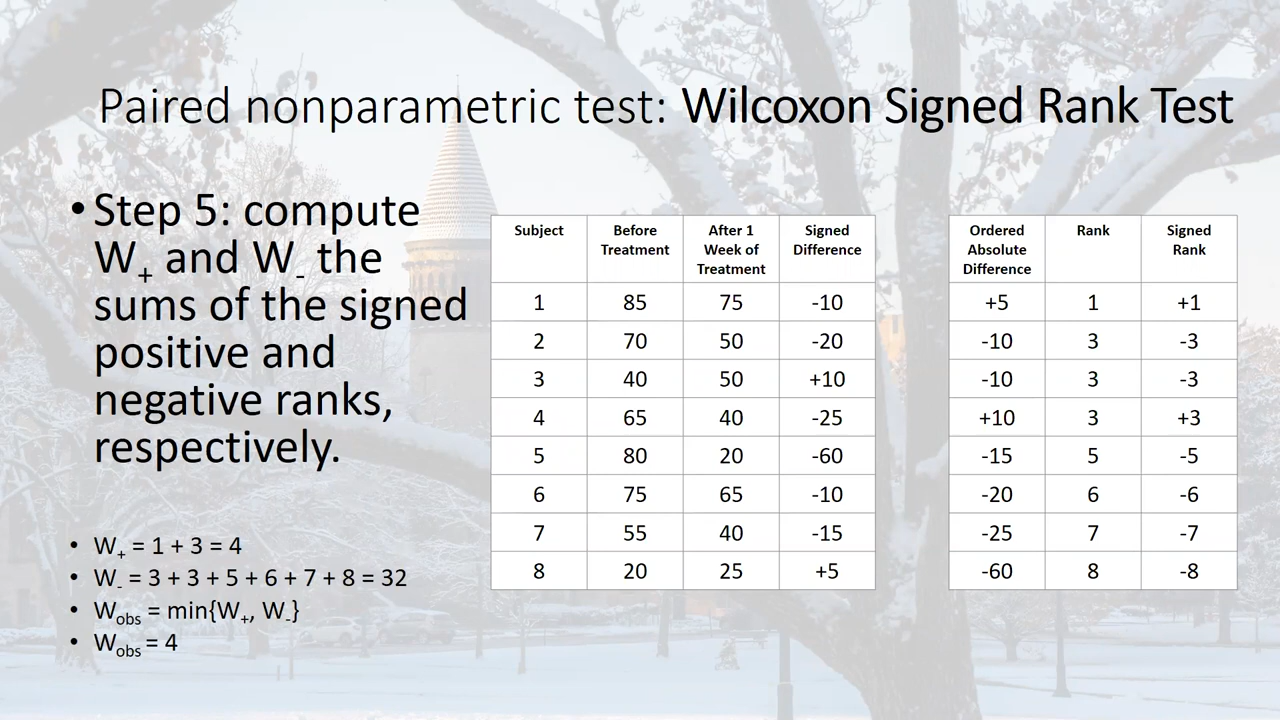 Paired nonparametric test: Wilcoxon Signed Rank Test
• Step 5: compute
W+ and W- the
sums of the signed
positive and
negative ranks,
respectively.
• W+ = 1 + 3 = 4
• W- = 3 + 3 + 5 + 6 + 7 + 8 = 32
• Wobs = min{W+, W-}
• Wobs = 4
Subject Before Treatment After 1 Week of Treatment Signed Difference
1 85 75 -10
2 70 50 -20
3 40 50 +10
4 65 40 -25
5 80 20 -60
6 75 65 -10
7 55 40 -15
8 20 25 +5
Ordered Absolute Difference Rank Signed Rank
+5 1 +1
-10 3 -3
-10 3 -3
+10 3 +3
-15 5 -5
-20 6 -6
-25 7 -7
-60 8 -8